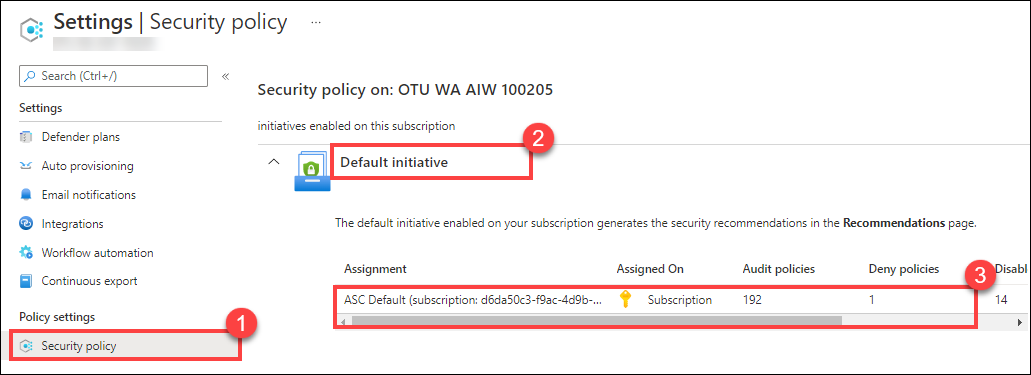 Settings | Security policy ...
Search (Ctrl+/) «
Settings
Defender plans
Auto provisioning
Email notifications
Integrations
Workflow automation
Continuous export
Policy settings
1
Security policy
Security policy on: OTU WA AIW 100205
initiatives enabled on this subscription
2
Default initiative
The default initiative enabled on your subscription generates the security recommendations in the Recommendations page.
3
Assignment Assigned On Audit policies Deny policies Disabl
ASC Default (subscription: d6da50c3-f9ac-4d9b-... Subscription 192 1 14